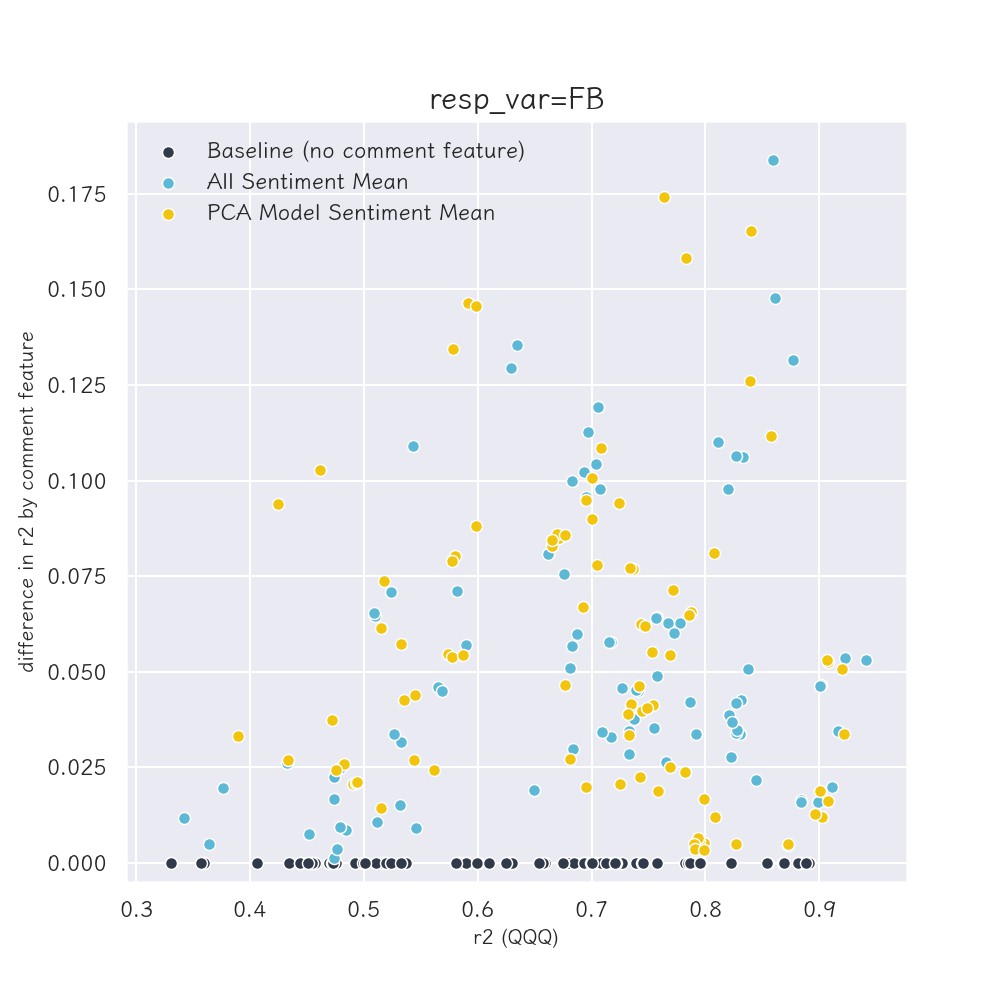 resp_var=FB
Baseline (no comment feature)
All Sentiment Mean
PCA Model Sentiment Mean
difference in r2 by comment feature
0.175
0.150
0.125
0.100
0.075
0.050
0.025
0.000
0.3 0.4 0.5 0.6 0.7 0.8 0.9
r2 (QQQ)